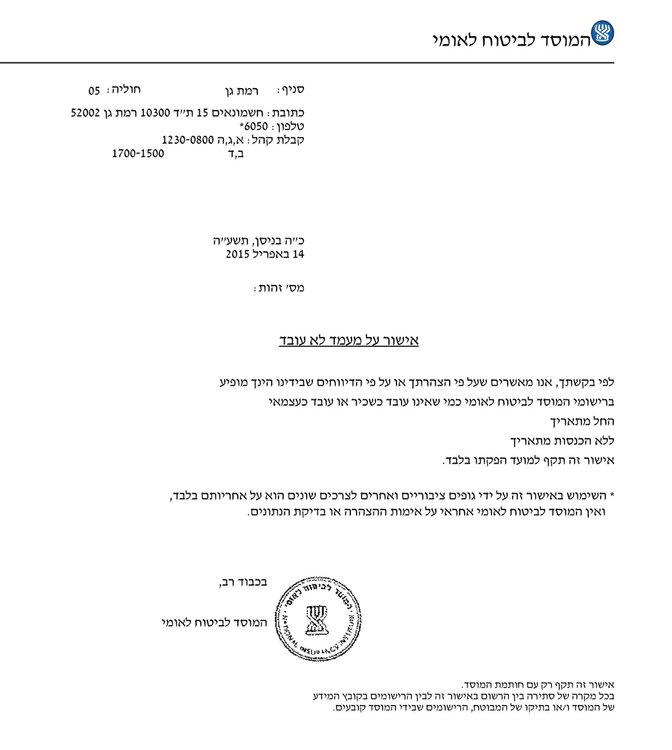 המוסד לביטוח לאומי
סניף: רמת גן חוליה: 05
כתובת: חשמונאים 15 ת״ד 10300 רמת גן 52002
טלפון: 6050*
קבלת קהל: א,ג,ה 1230-0800
ב,ד 1700-1500
כ״ה בניסן, תשע״ה
14 באפריל 2015
מס׳ זהות:
אישור על מעמד לא עובד
לפי בקשתך, אנו מאשרים שעל פי הצהרתך או על פי הדיווחים שבידינו הינך מופיע
ברישומי המוסד לביטוח לאומי כמי שאינו עובד כשכיר או עובד כעצמאי
החל מתאריך
ללא הכנסות מתאריך
אישור זה תקף למועד הפקתו בלבד.
* השימוש באישור זה על ידי גופים ציבוריים ואחרים לצרכים שונים הוא על אחריותם בלבד,
ואין המוסד לביטוח לאומי אחראי על אימות ההצהרה או בדיקת הנתונים.
בכבוד רב,
המוסד לביטוח לאומי
המוסד לביטוח לאומי
אישור זה תקף רק עם חותמת המוסד.
בכל מקרה של סתירה בין הרשום באישור זה לבין הרישומים בקובץ המידע
של המוסד ו/או בתיקו של המבוטח, הרישומים שבידי המוסד קובעים.